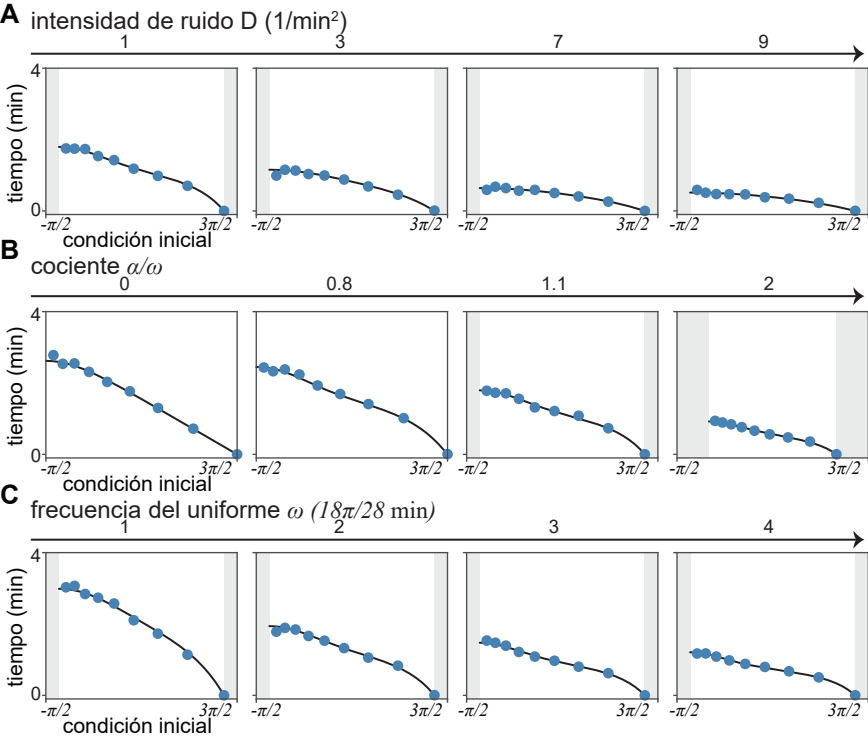 A intensidad de ruido D (1/min²)
1 3 7 9
tiempo (min)
4
0
-π/2 3π/2 -π/2 3π/2 -π/2 3π/2 -π/2 3π/2
condición inicial
B cociente α/ω
0 0.8 1.1 2
tiempo (min)
4
0
-π/2 3π/2 -π/2 3π/2 -π/2 3π/2 -π/2 3π/2
condición inicial
C frecuencia del uniforme ω (18π/28 min)
1 2 3 4
tiempo (min)
4
0
-π/2 3π/2 -π/2 3π/2 -π/2 3π/2 -π/2 3π/2
condición inicial